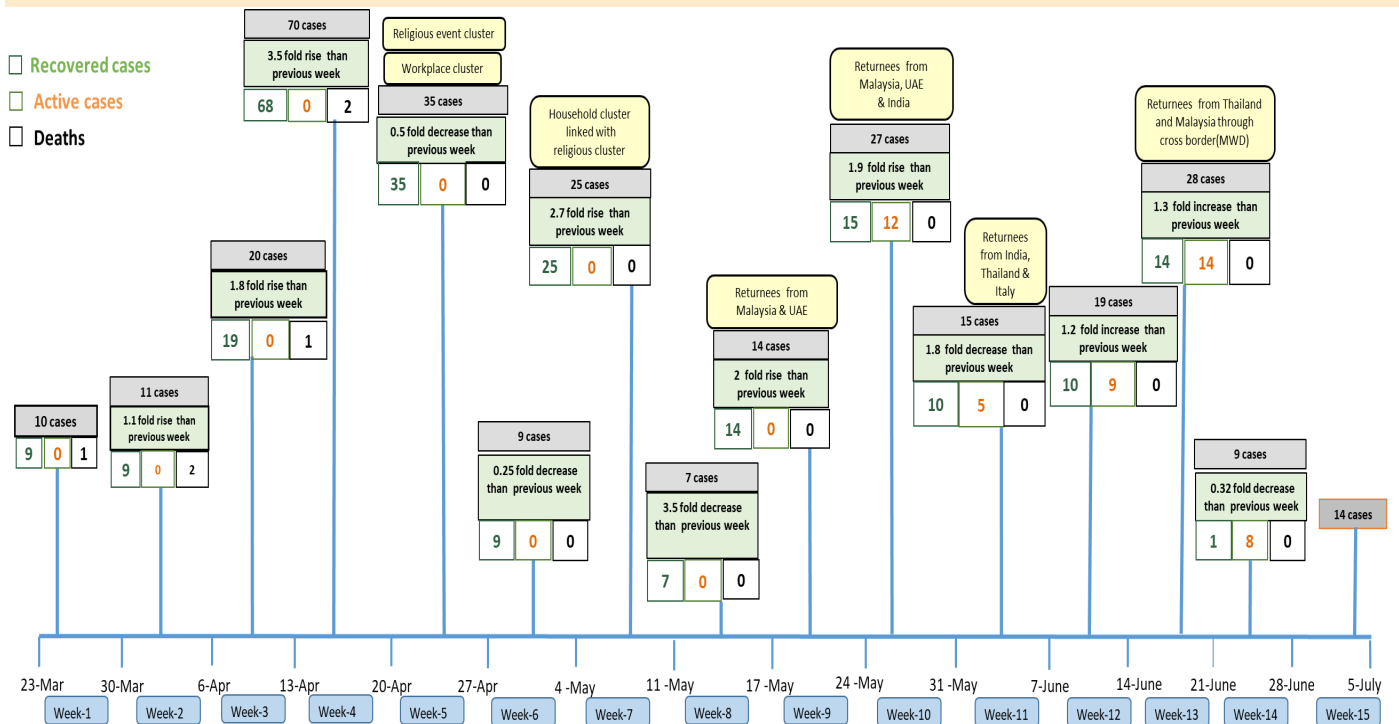 Recovered cases
Active cases
Deaths
10 cases
9 0 1
11 cases
1.1 fold rise than
previous week
9 0 2
20 cases
1.8 fold rise than
previous week
19 0 1
70 cases
3.5 fold rise than
previous week
68 0 2
Religious event cluster
Workplace cluster
35 cases
0.5 fold decrease than
previous week
35 0 0
9 cases
0.25 fold decrease
than previous week
9 0 0
Household cluster
linked with
religious cluster
25 cases
2.7 fold rise than
previous week
25 0 0
7 cases
3.5 fold decrease
than previous week
7 0 0
Returnees from
Malaysia & UAE
14 cases
2 fold rise than
previous week
14 0 0
Returnees from
Malaysia, UAE
& India
27 cases
1.9 fold rise than
previous week
15 12 0
Returnees
from India,
Thailand &
Italy
15 cases
1.8 fold decrease than
previous week
10 5 0
19 cases
1.2 fold increase than
previous week
10 9 0
Returnees from Thailand
and Malaysia through
cross border(MWD)
28 cases
1.3 fold increase than
previous week
14 14 0
9 cases
0.32 fold decrease
than previous week
1 8 0
14 cases
23-Mar 30-Mar 6-Apr 13-Apr 20-Apr 27-Apr 4 -May 11 -May 17 -May 24 -May 31 -May 7-June 14-June 21-June 28-June 5-July
Week-1 Week-2 Week-3 Week-4 Week-5 Week-6 Week-7 Week-8 Week-9 Week-10 Week-11 Week-12 Week-13 Week-14 Week-15